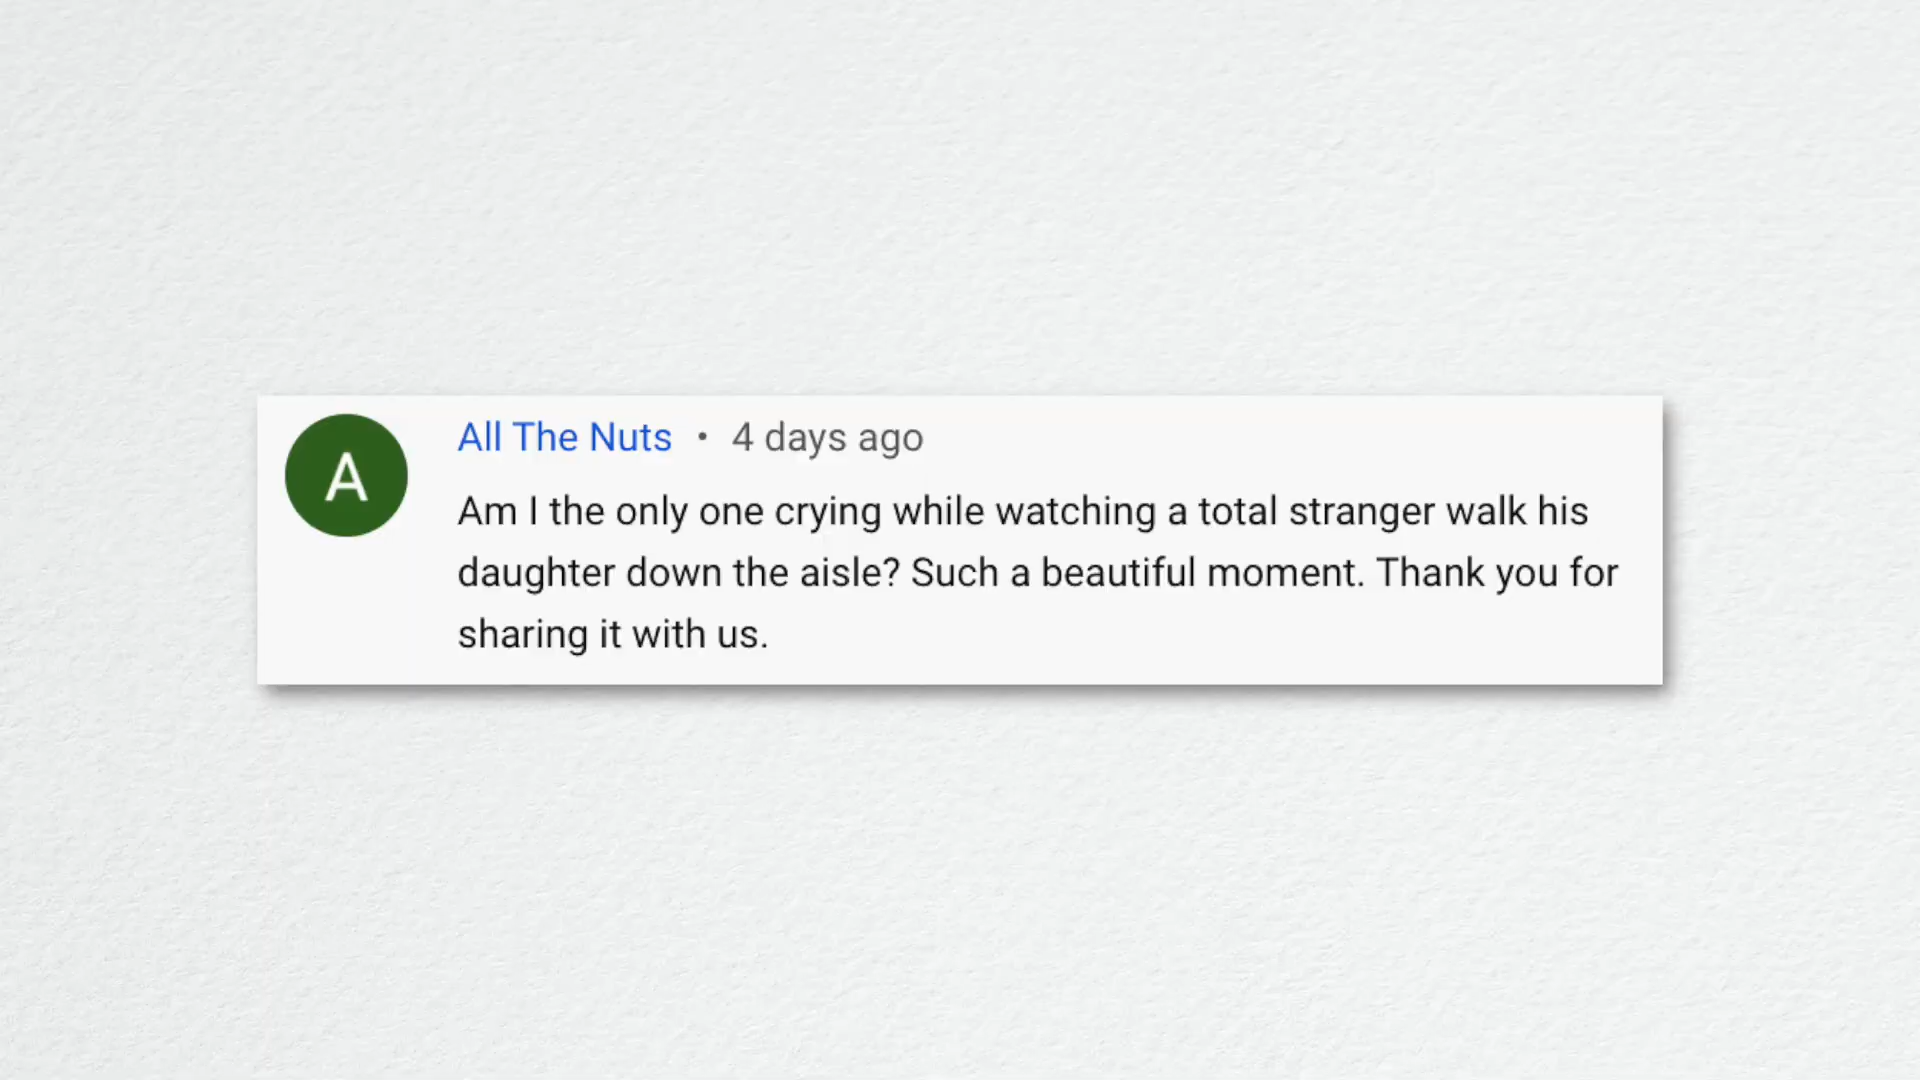 A
All The Nuts • 4 days ago
Am I the only one crying while watching a total stranger walk his
daughter down the aisle? Such a beautiful moment. Thank you for
sharing it with us.